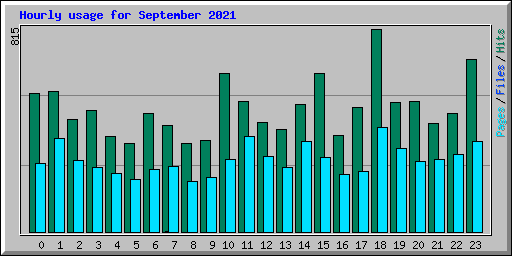 Hourly usage for September 2021
815
Pages/Files/Hits
0 1 2 3 4 5 6 7 8 9 10 11 12 13 14 15 16 17 18 19 20 21 22 23